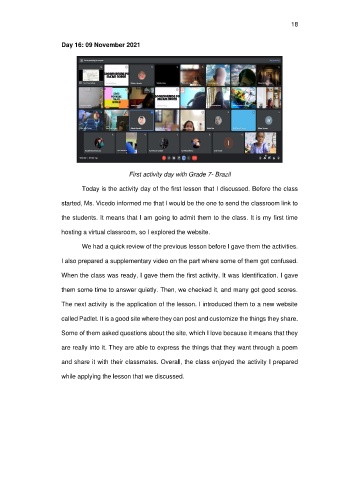 18
Day 16: 09 November 2021
First activity day with Grade 7- Brazil
Today is the activity day of the first lesson that I discussed. Before the class
started, Ms. Vicedo informed me that I would be the one to send the classroom link to
the students. It means that I am going to admit them to the class. It is my first time
hosting a virtual classroom, so I explored the website.
We had a quick review of the previous lesson before I gave them the activities.
I also prepared a supplementary video on the part where some of them got confused.
When the class was ready, I gave them the first activity. It was Identification. I gave
them some time to answer quietly. Then, we checked it, and many got good scores.
The next activity is the application of the lesson. I introduced them to a new website
called Padlet. It is a good site where they can post and customize the things they share.
Some of them asked questions about the site, which I love because it means that they
are really into it. They are able to express the things that they want through a poem
and share it with their classmates. Overall, the class enjoyed the activity I prepared
while applying the lesson that we discussed.